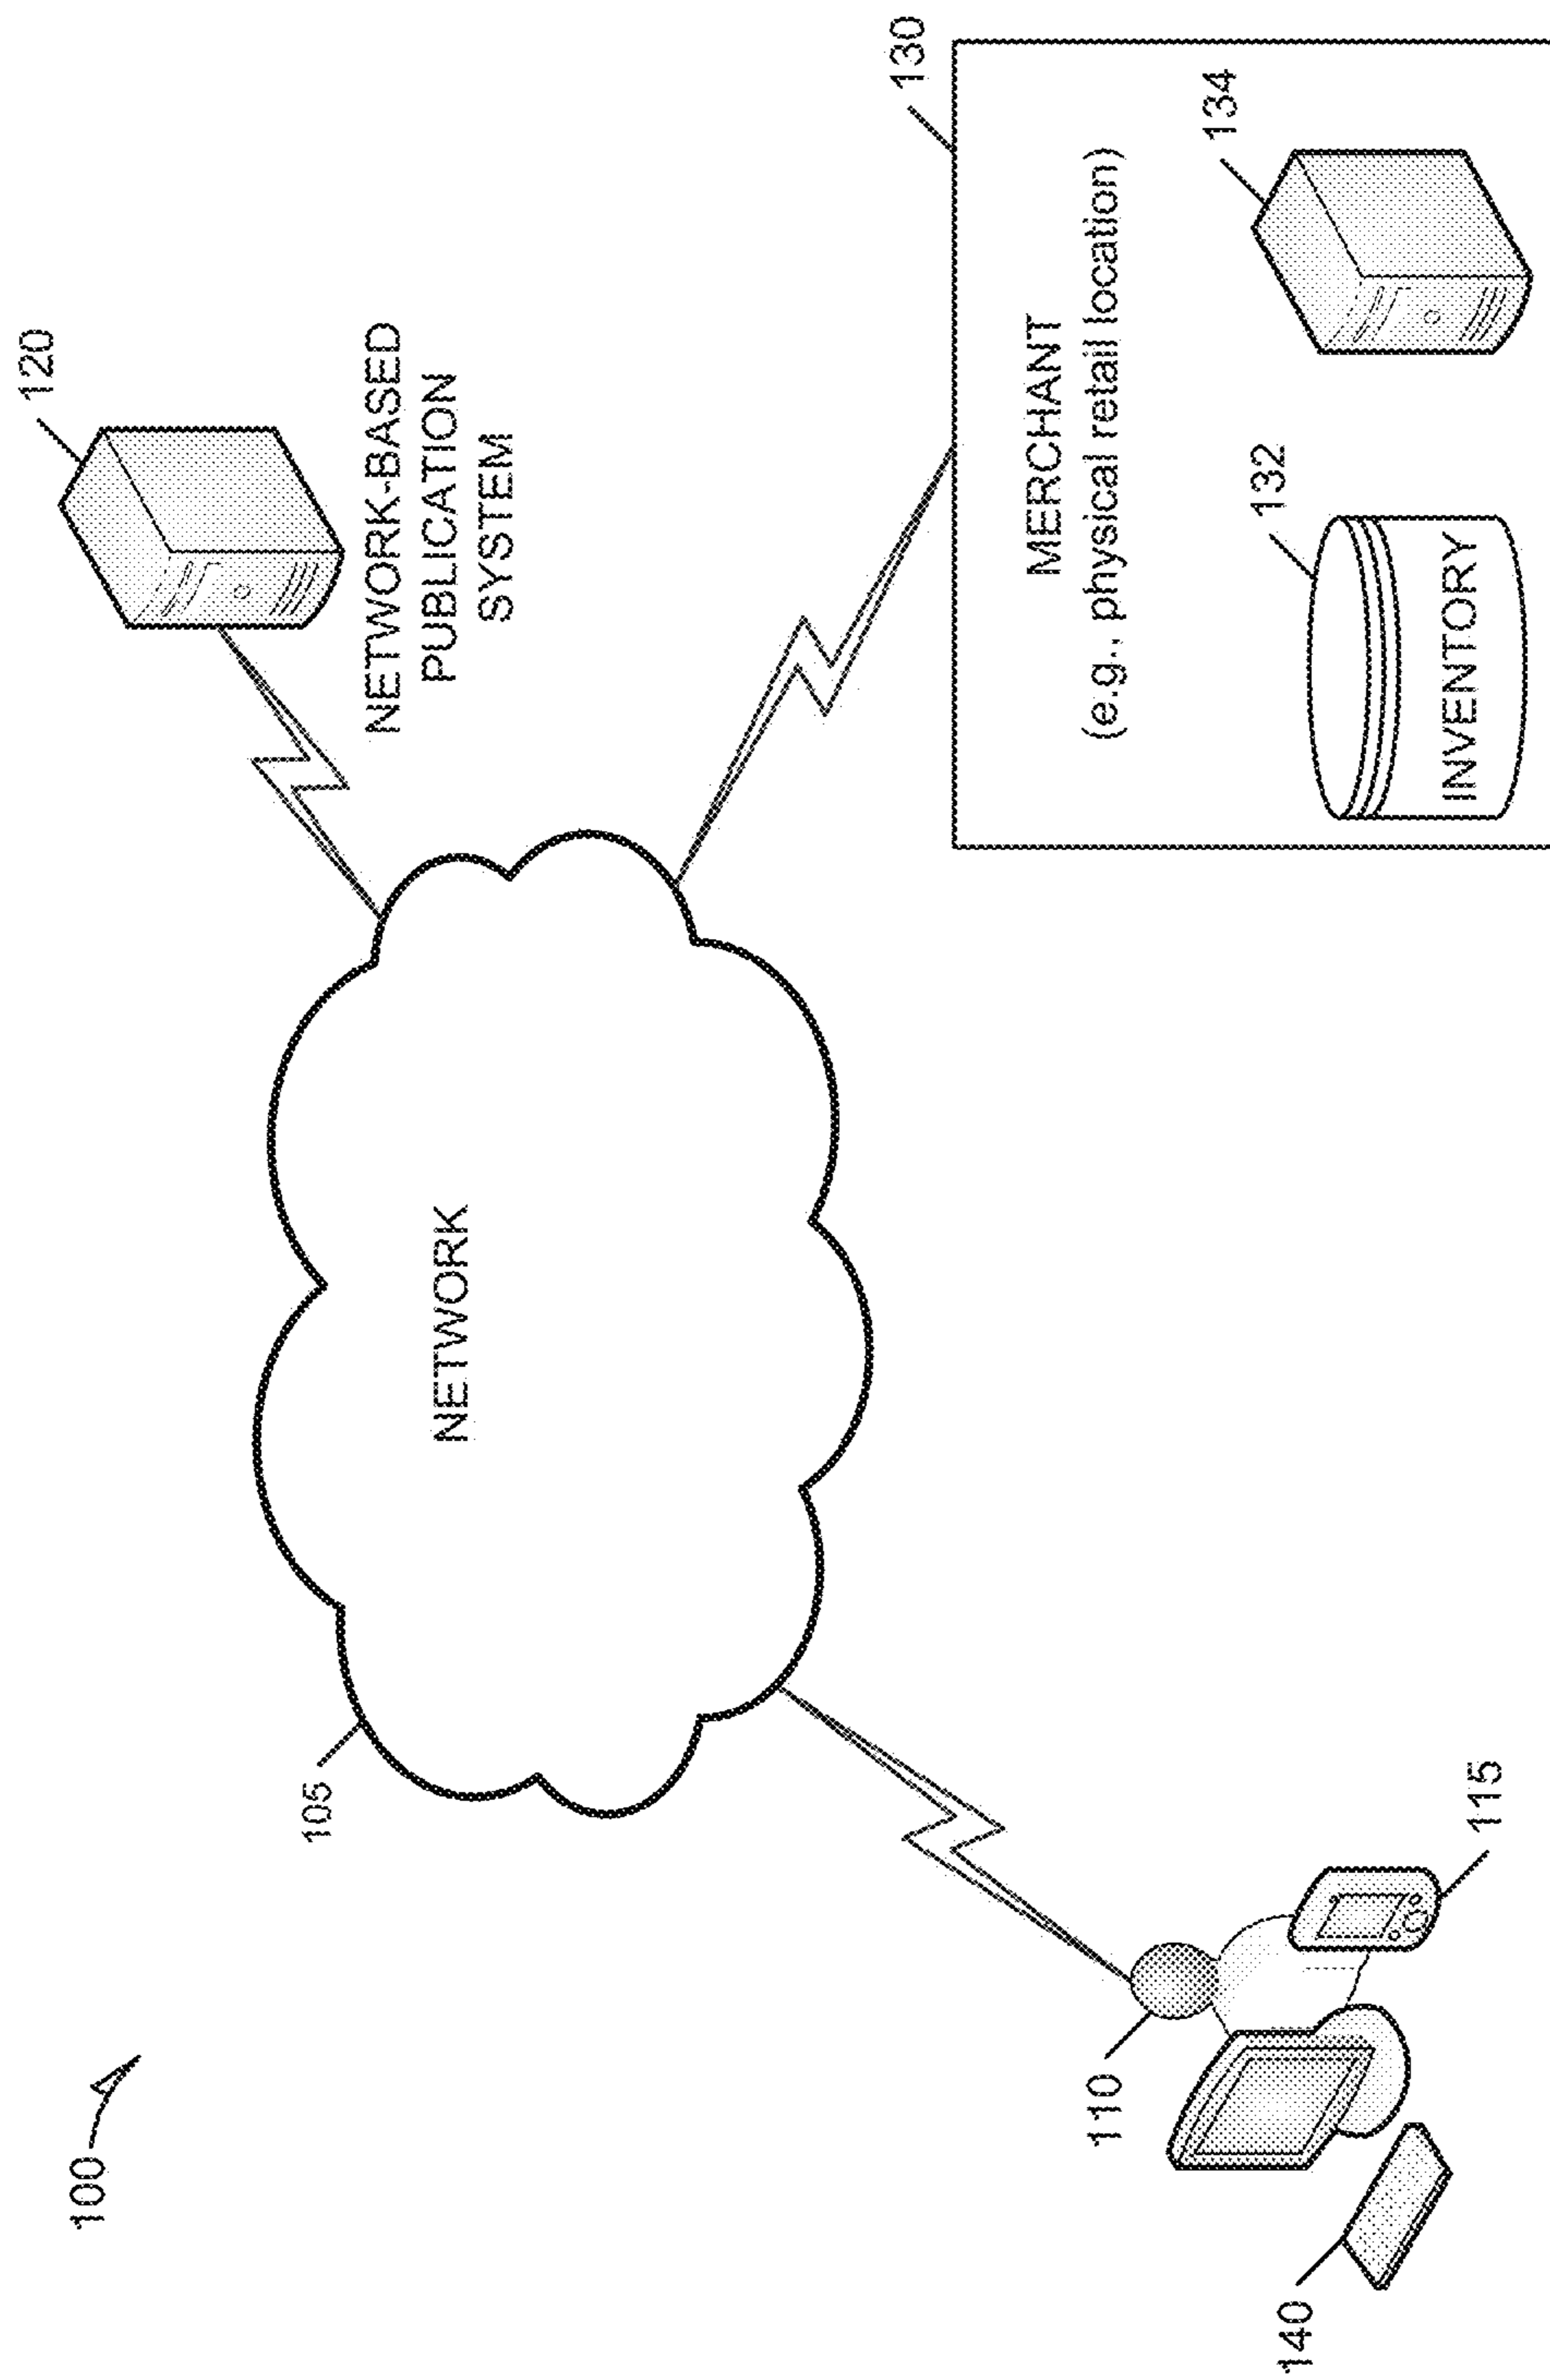 100
120
NETWORK-BASED
PUBLICATION
SYSTEM
105
NETWORK
130
MERCHANT
(e.g., physical retail location)
132
134
INVENTORY
110
115
140